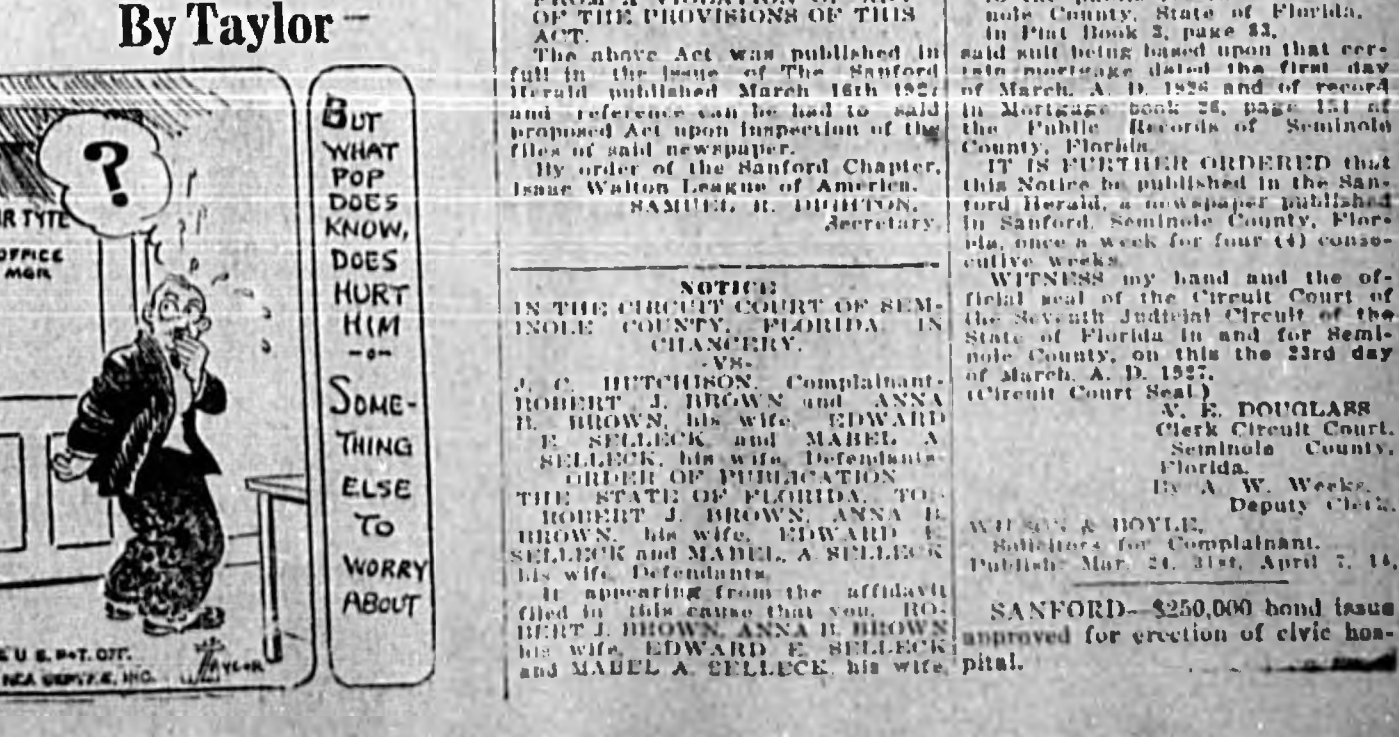 By Taylor
?
R TYTE
OFFICE
MGR
E U. S. PAT. OFF.
NEA SERVICE, INC.
TAYLOR
BUT
WHAT
POP
DOES
KNOW,
DOES
HURT
HIM
-o-
SOME-
THING
ELSE
TO
WORRY
ABOUT
OF THE PROVISIONS OF THIS
ACT.
The above Act was published in
full in the issue of The Sanford
Herald published March 16th 1927
and reference can be had to said
proposed Act upon inspection of the
files of said newspaper.
By order of the Sanford Chapter,
Isaac Walton League of America.
SAMUEL R. DIGHTON,
Secretary.
NOTICE
IN THE CIRCUIT COURT OF SEM-
INOLE COUNTY, FLORIDA IN
CHANCERY.
-VS-
J. C. HUTCHISON, Complainant-
ROBERT J. BROWN and ANNA
B. BROWN, his wife, EDWARD
E. SELLECK and MABEL A
SELLECK, his wife, Defendants-
ORDER OF PUBLICATION
THE STATE OF FLORIDA, TO:
ROBERT J. BROWN, ANNA B.
BROWN, his wife, EDWARD E
SELLECK and MABEL, A SELLECK
his wife, Defendants.
It appearing from the affidavit
filed in this cause that you, RO-
BERT J. BROWN, ANNA B. BROWN
his wife, EDWARD E. SELLECK
and MABEL A. SELLECK, his wife,
nole County, State of Florida.
in Plat Book 3, page 83,
said suit being based upon that cer-
tain mortgage dated the first day
of March, A. D. 1926 and of record
in Mortgage book 26, page 151 of
the Public Records of Seminole
County, Florida.
IT IS FURTHER ORDERED that
this Notice be published in the San-
ford Herald, a newspaper published
in Sanford, Seminole County, Flor-
ida, once a week for four (4) conse-
cutive weeks.
WITNESS my hand and the of-
ficial seal of the Circuit Court of
the Seventh Judicial Circuit of the
State of Florida in and for Semi-
nole County, on this the 23rd day
of March, A. D. 1927.
(Circuit Court Seal)
V. E. DOUGLASS
Clerk Circuit Court,
Seminole County,
Florida.
By A. W. Weeks,
Deputy Clerk.
WILSON & BOYLE,
Solicitors for Complainant.
Publish: Mar. 24, 31st, April 7, 14,
SANFORD- $250,000 bond issue
approved for erection of civic hos-
pital.